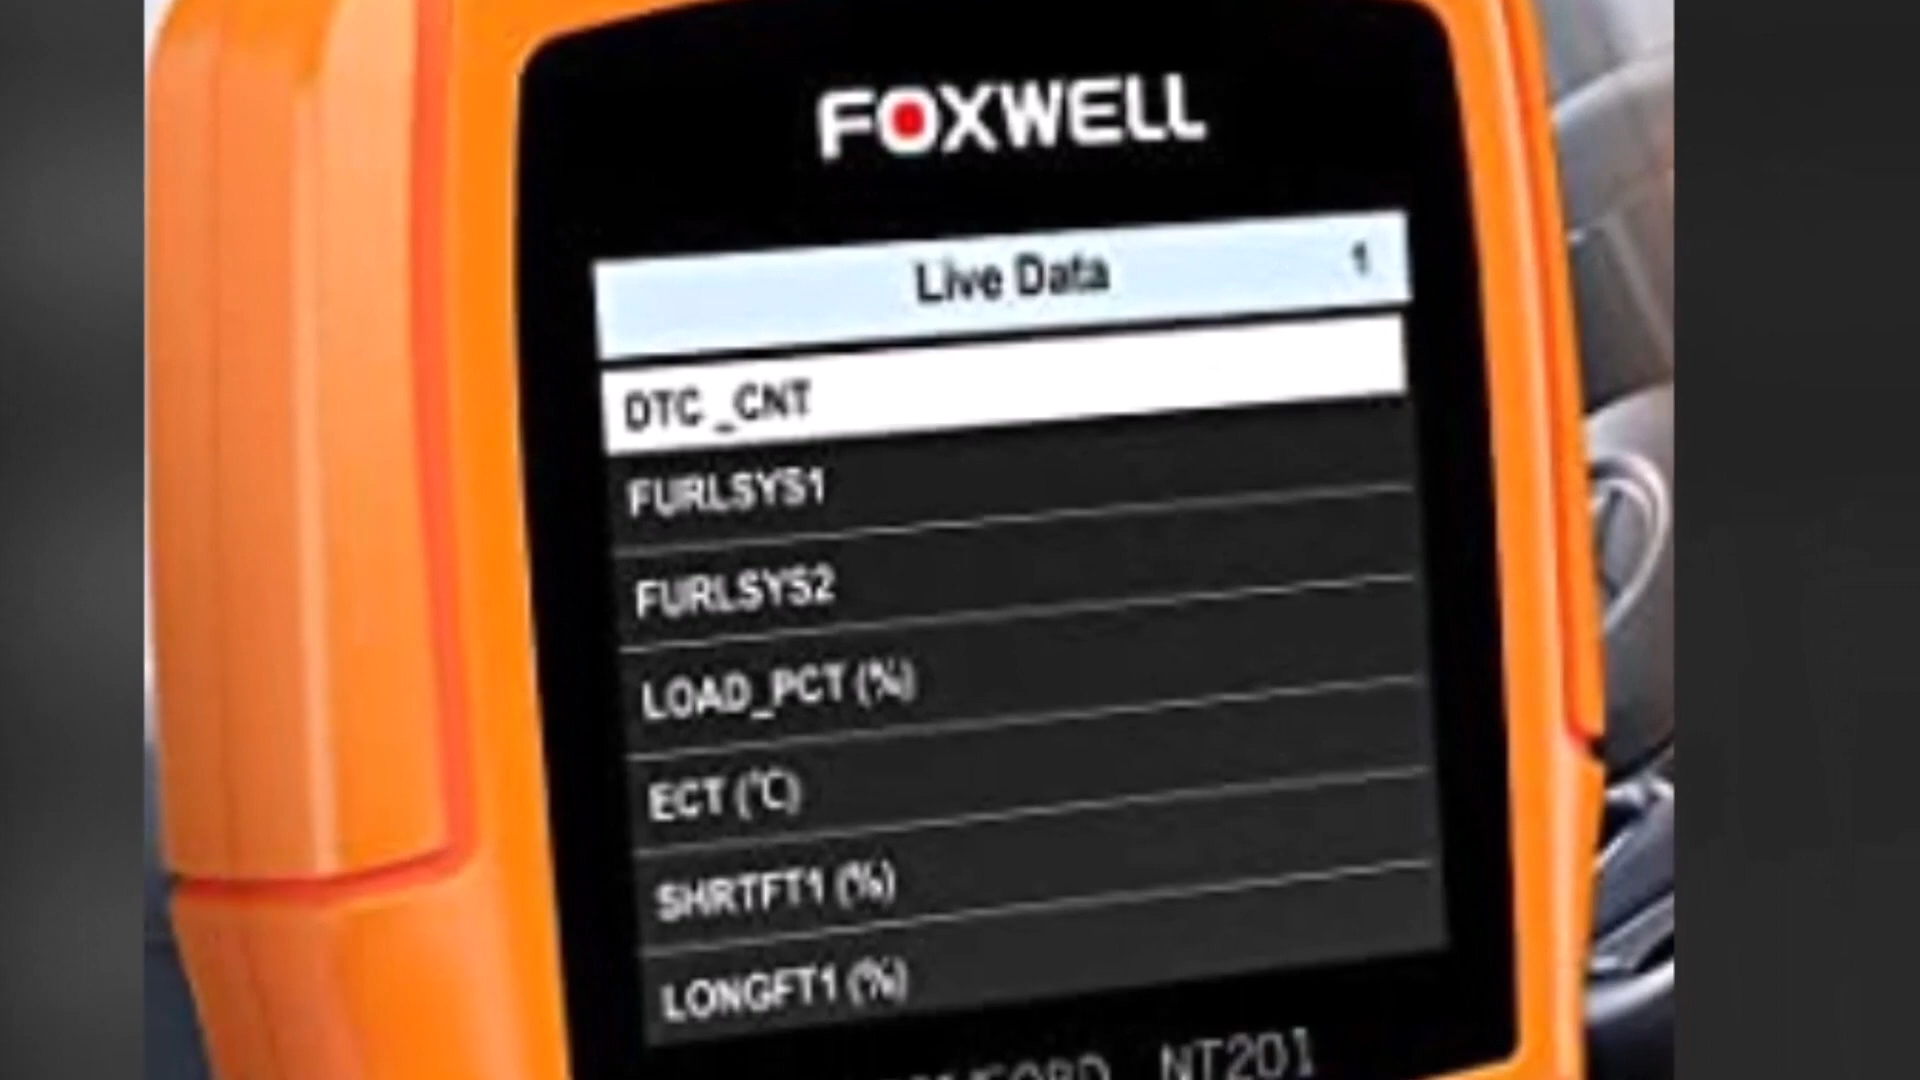 FOXWELL
Live Data 1
DTC_CNT
FURLSYS1
FURLSYS2
LOAD_PCT (%)
ECT (℃)
SHRTFT1 (%)
LONGFT1 (%)
NT201